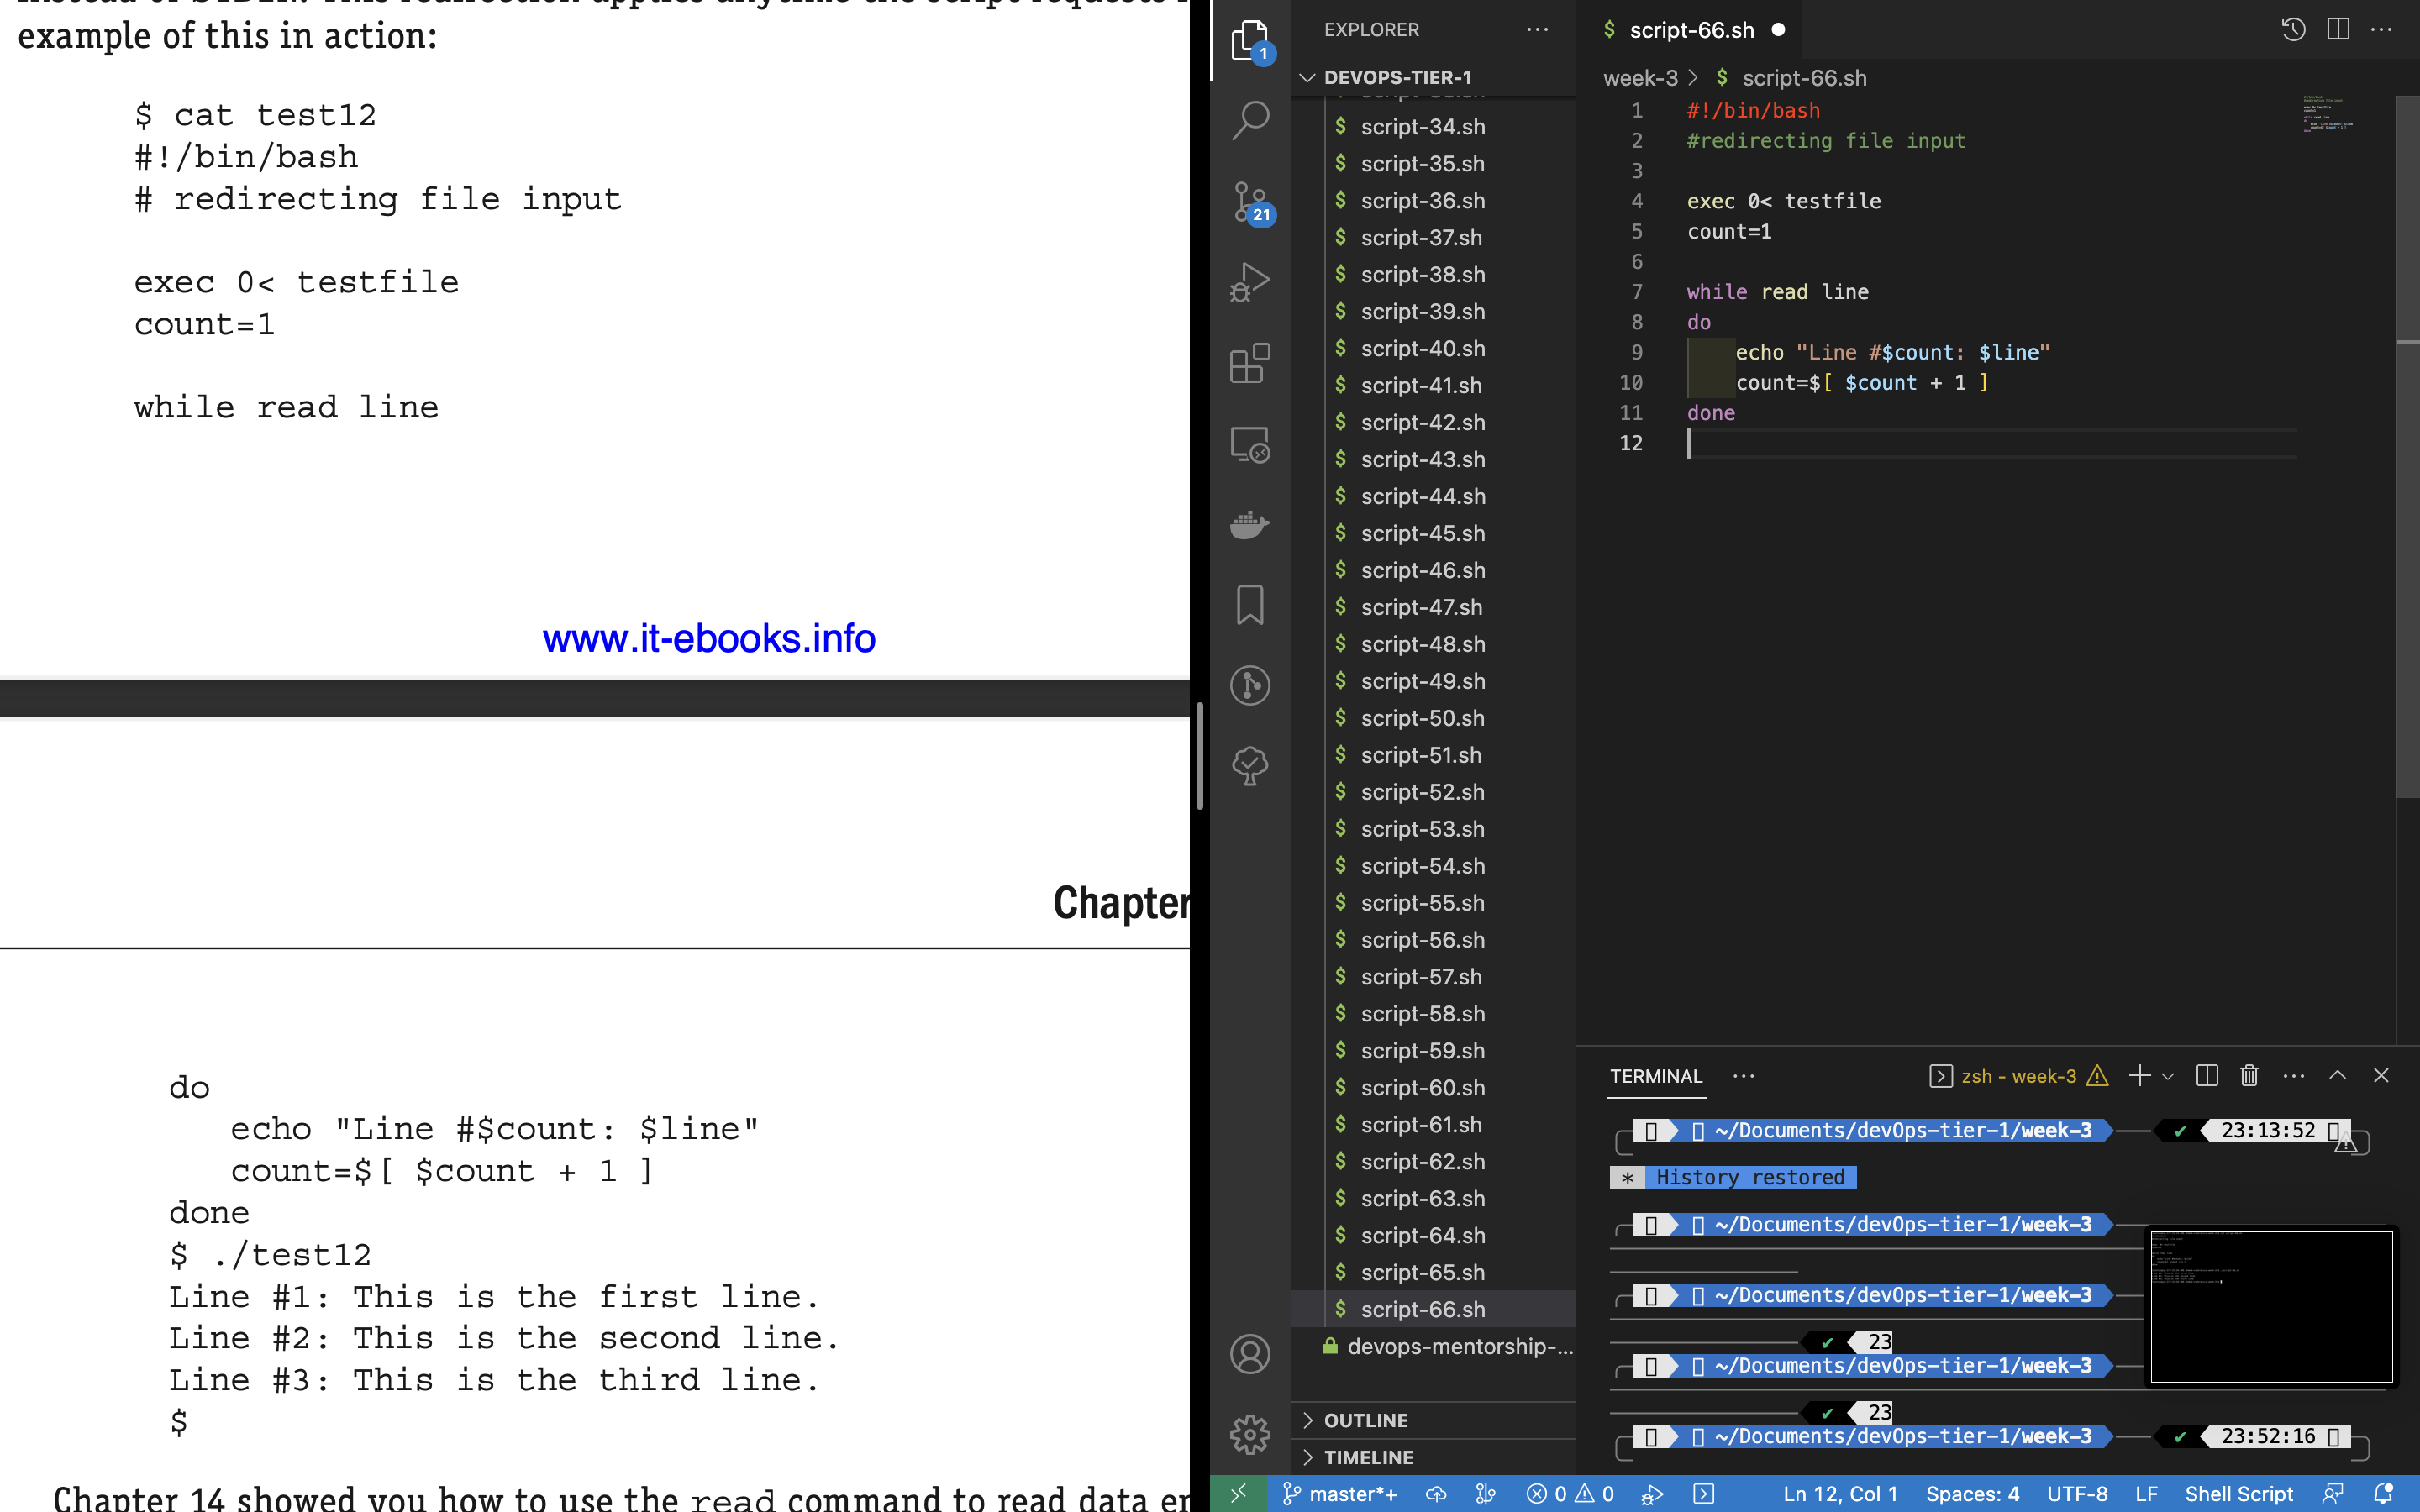 example of this in action:
$ cat test12
#!/bin/bash
# redirecting file input
exec 0< testfile
count=1
while read line
www.it-ebooks.info
Chapter
do
echo "Line #$count: $line"
count=$[ $count + 1 ]
done
$ ./test12
Line #1: This is the first line.
Line #2: This is the second line.
Line #3: This is the third line.
$
Chapter 14 showed you how to use the read command to read data
1
21
EXPLORER
DEVOPS-TIER-1
$ script-34.sh
$ script-35.sh
$ script-36.sh
$ script-37.sh
$ script-38.sh
$ script-39.sh
$ script-40.sh
$ script-41.sh
$ script-42.sh
$ script-43.sh
$ script-44.sh
$ script-45.sh
$ script-46.sh
$ script-47.sh
$ script-48.sh
$ script-49.sh
$ script-50.sh
$ script-51.sh
$ script-52.sh
$ script-53.sh
$ script-54.sh
$ script-55.sh
$ script-56.sh
$ script-57.sh
$ script-58.sh
$ script-59.sh
$ script-60.sh
$ script-61.sh
$ script-62.sh
$ script-63.sh
$ script-64.sh
$ script-65.sh
$ script-66.sh
devops-mentorship-...
OUTLINE
TIMELINE
$ script-66.sh
week-3 > $ script-66.sh
1 #!/bin/bash
2 #redirecting file input
3
4 exec 0< testfile
5 count=1
6
7 while read line
8 do
9 echo "Line #$count: $line"
10 count=$[ $count + 1 ]
11 done
12
TERMINAL
zsh - week-3
~/Documents/devOps-tier-1/week-3 ✔ 23:13:52
* History restored
~/Documents/devOps-tier-1/week-3
~/Documents/devOps-tier-1/week-3
✔ 23
~/Documents/devOps-tier-1/week-3
✔ 23
~/Documents/devOps-tier-1/week-3 ✔ 23:52:16
master*+ 0 0 Ln 12, Col 1 Spaces: 4 UTF-8 LF Shell Script